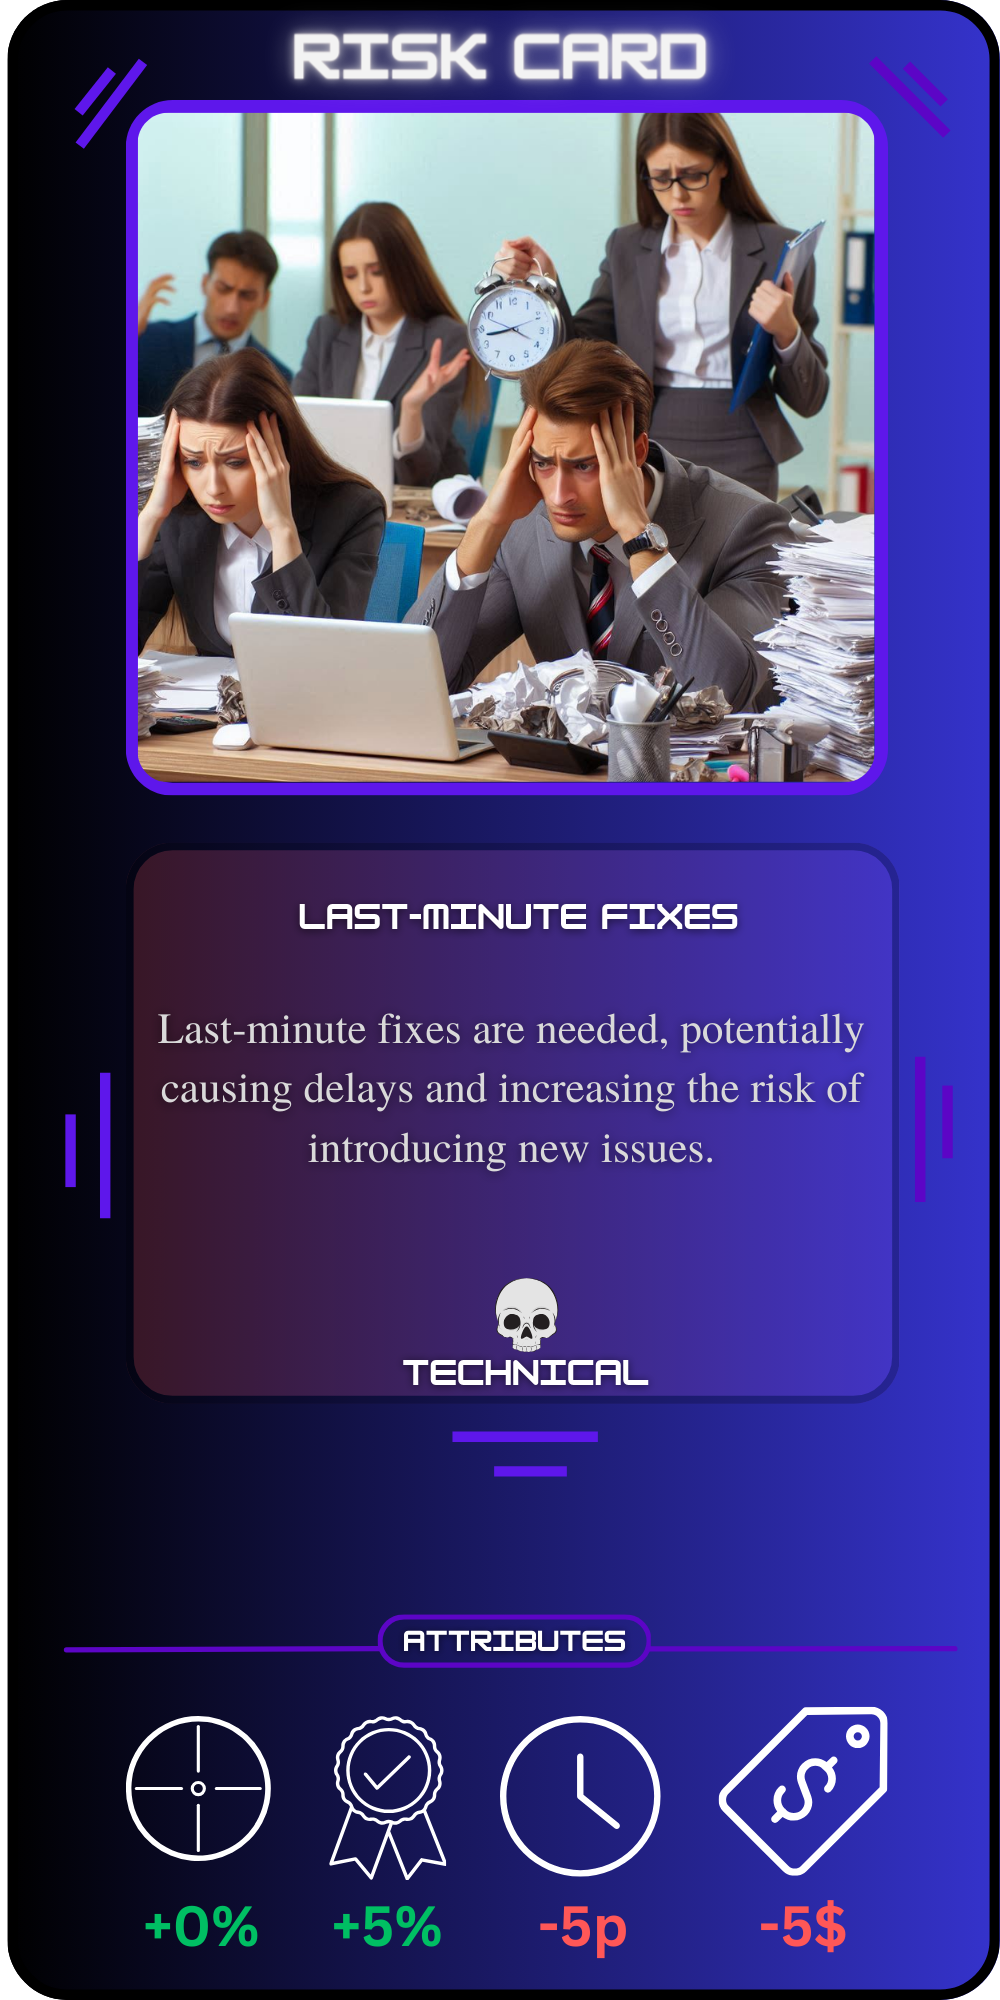 RISK CARD
LAST-MINUTE FIXES
Last-minute fixes are needed, potentially
causing delays and increasing the risk of
introducing new issues.
TECHNICAL
ATTRIBUTES
+0% +5% -5p -5$